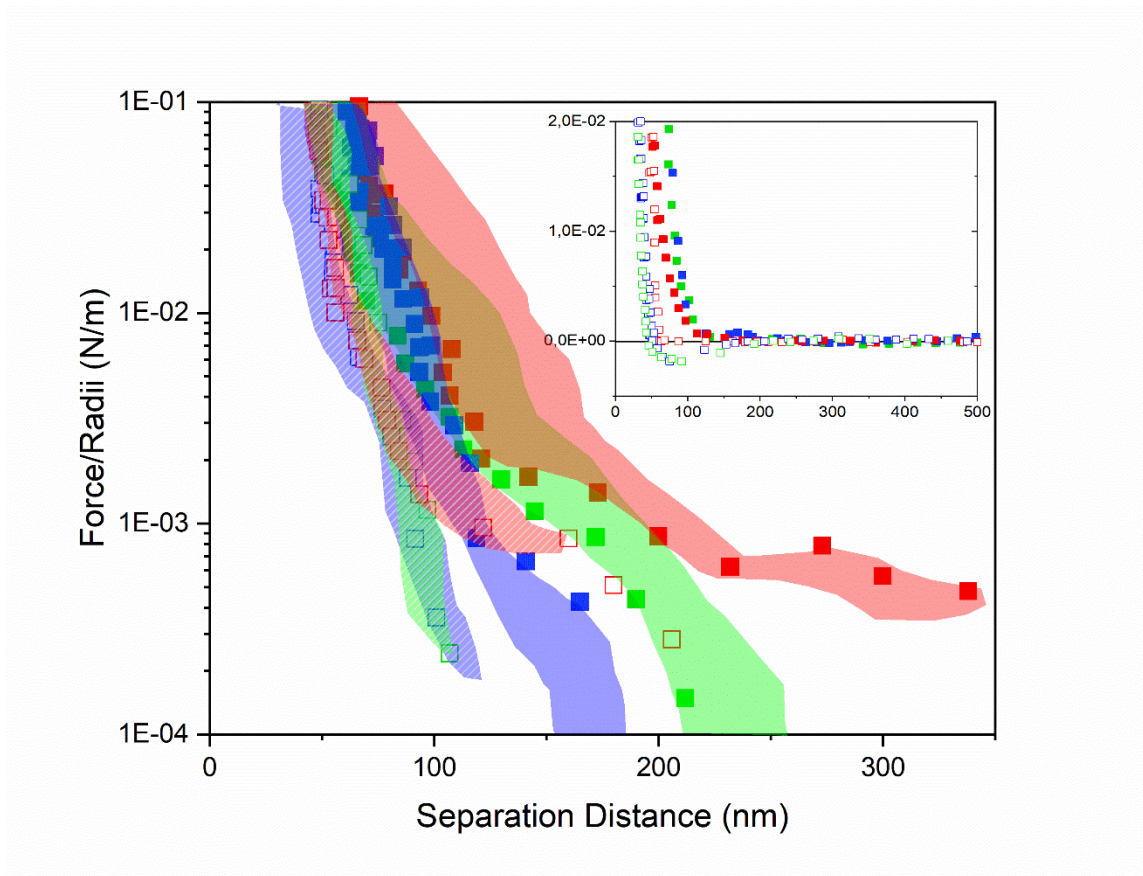 1E-01
2,0E-02
1,0E-02
0,0E+00
0 100 200 300 400 500
1E-02
1E-03
1E-04
0 100 200 300
Force/Radii (N/m)
Separation Distance (nm)